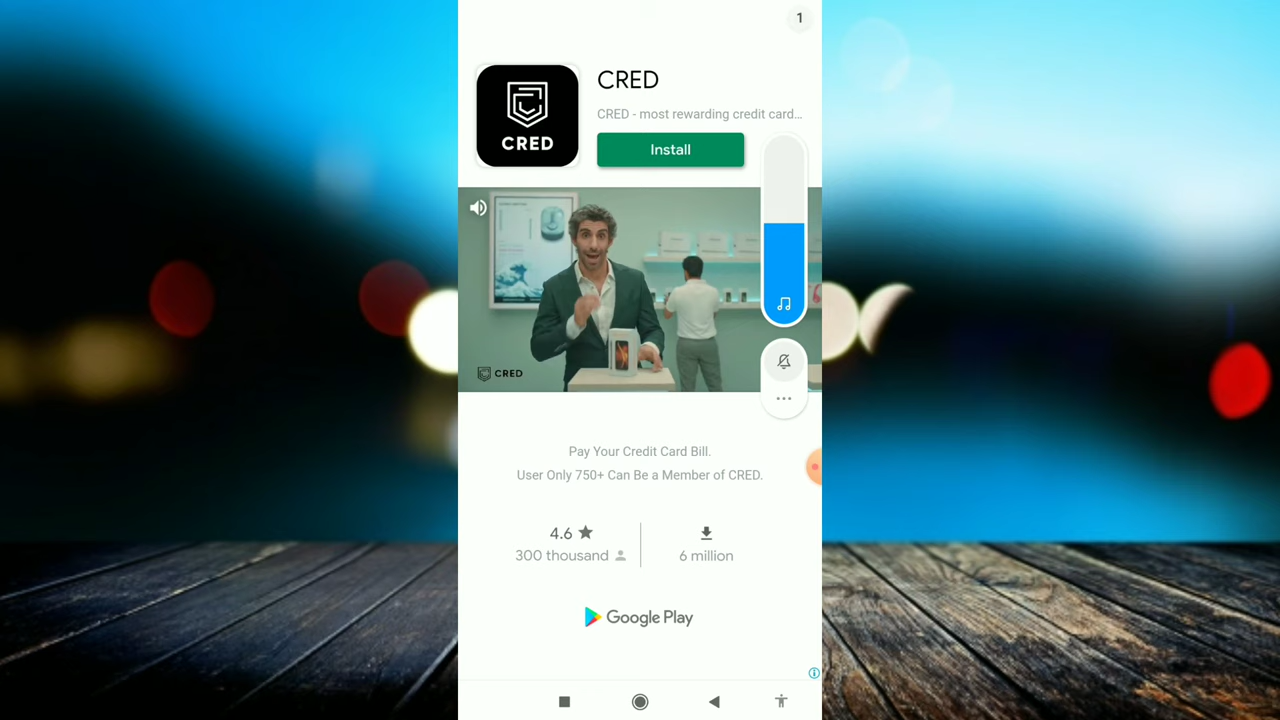 1
CRED
CRED
CRED - most rewarding credit card…
Install
CRED
Pay Your Credit Card Bill.
User Only 750+ Can Be a Member of CRED.
4.6
300 thousand
6 million
Google Play